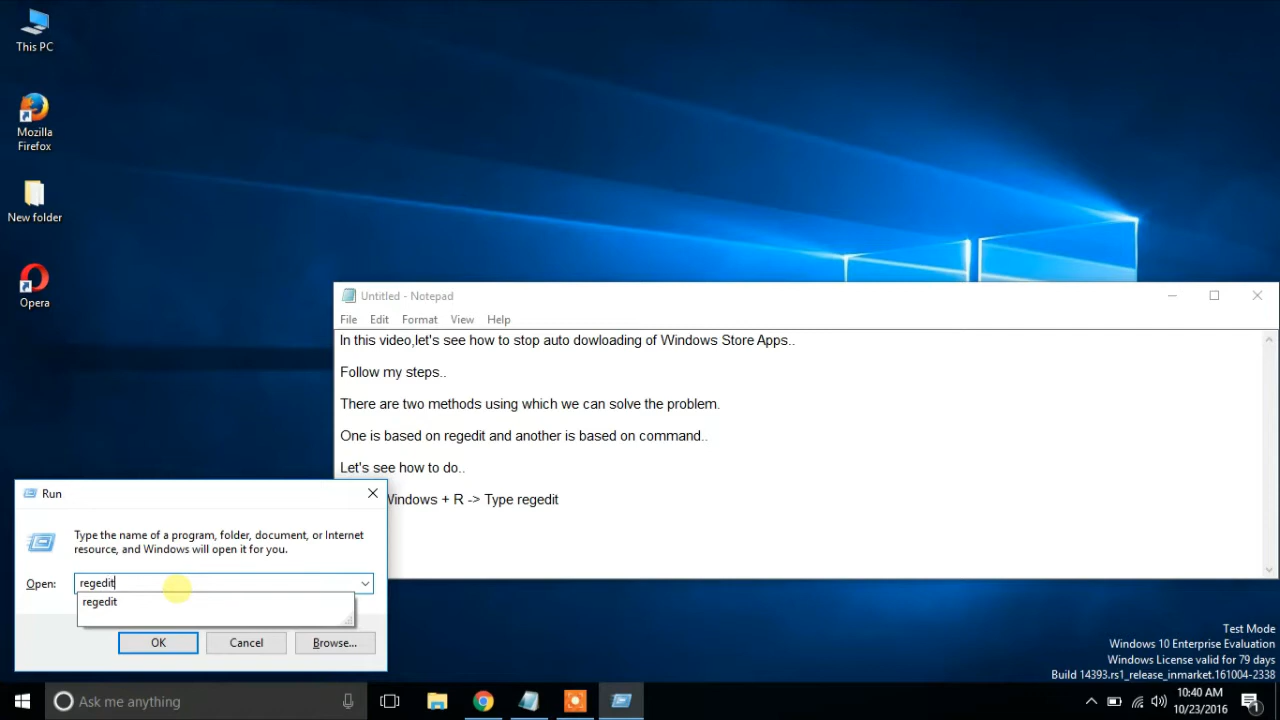 This PC
Mozilla
Firefox
New folder
Opera
Untitled - Notepad
File Edit Format View Help
In this video,let's see how to stop auto dowloading of Windows Store Apps..
Follow my steps..
There are two methods using which we can solve the problem.
One is based on regedit and another is based on command..
Let's see how to do..
Windows + R -> Type regedit
Run
Type the name of a program, folder, document, or Internet
resource, and Windows will open it for you.
Open: regedit
regedit
OK Cancel Browse...
Test Mode
Windows 10 Enterprise Evaluation
Windows License valid for 79 days
Build 14393.rs1_release_inmarket.161004-2338
Ask me anything
10:40 AM
10/23/2016
1